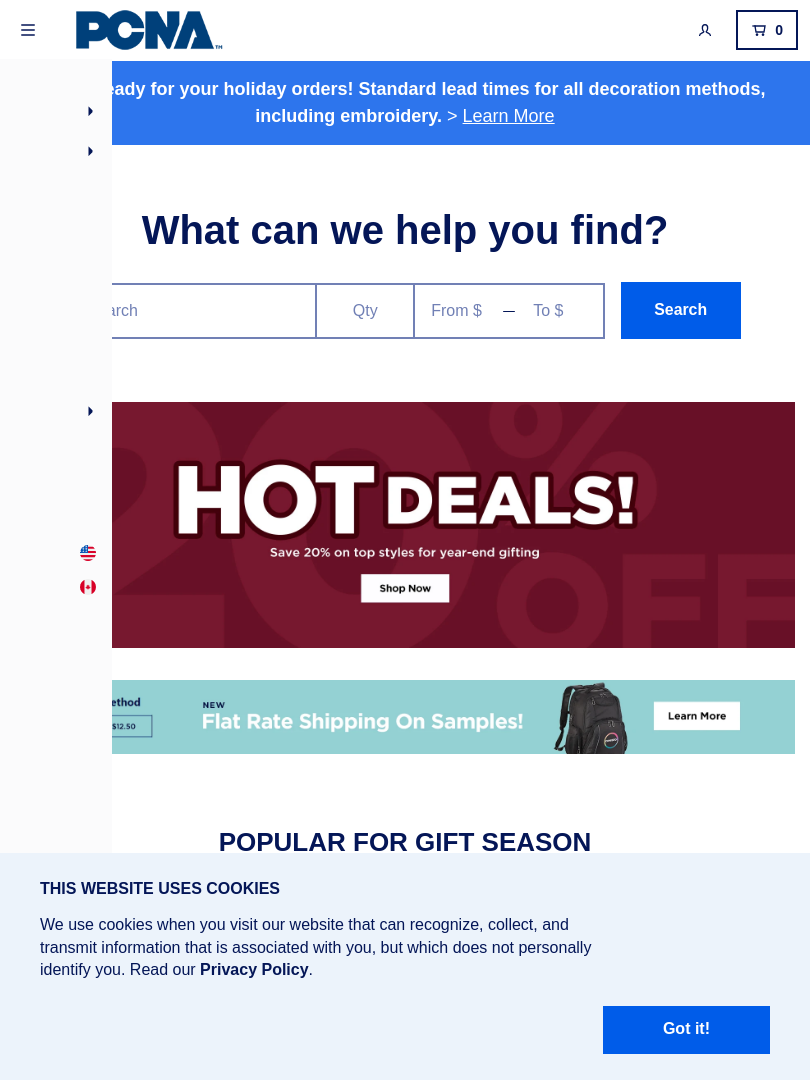 PCNA™
0
eady for your holiday orders! Standard lead times for all decoration methods,
including embroidery. > Learn More
What can we help you find?
arch
Qty
From $ — To $
Search
20% OFF
HOT DEALS!
Save 20% on top styles for year-end gifting
Shop Now
ethod
$12.50
NEW
Flat Rate Shipping On Samples!
Learn More
POPULAR FOR GIFT SEASON
THIS WEBSITE USES COOKIES
We use cookies when you visit our website that can recognize, collect, and
transmit information that is associated with you, but which does not personally
identify you. Read our Privacy Policy.
Got it!